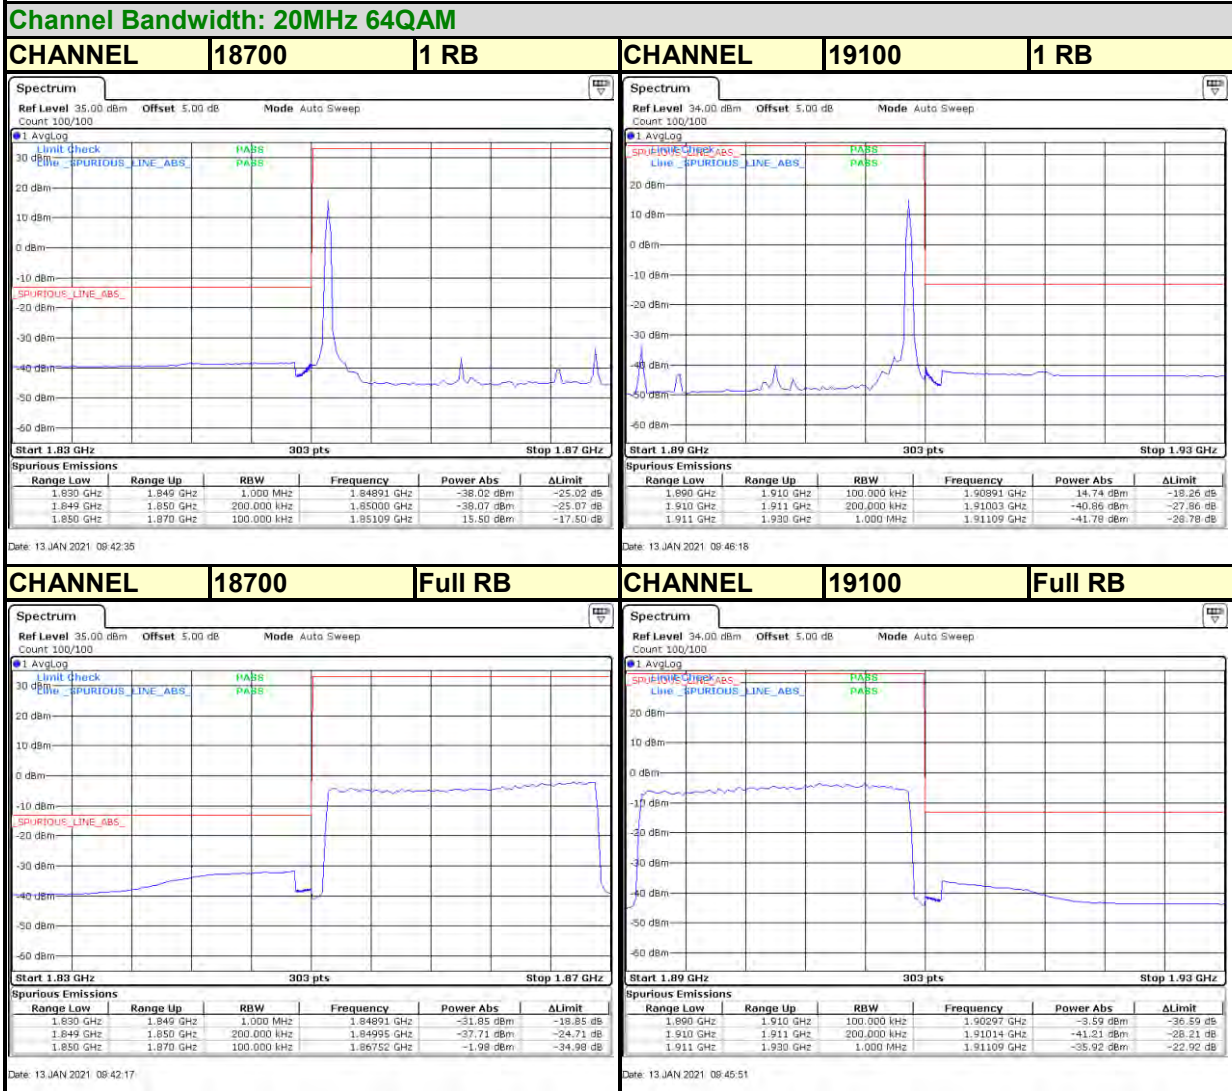 Channel Bandwidth: 20MHz 64QAM
CHANNEL 18700 1 RB
Spectrum
Ref Level 35.00 dBm Offset 5.00 dB Mode Auto Sweep
Count 100/100
1 AvgLog
Limit Check PASS
Line _SPURIOUS_LINE_ABS_ PASS
30 dBm
20 dBm
10 dBm
0 dBm
-10 dBm
_SPURIOUS_LINE_ABS_
-20 dBm
-30 dBm
-40 dBm
-50 dBm
-60 dBm
Start 1.83 GHz 303 pts Stop 1.87 GHz
Spurious Emissions
Range Low Range Up RBW Frequency Power Abs ΔLimit
1.830 GHz 1.849 GHz 1.000 MHz 1.84891 GHz -38.02 dBm -25.02 dB
1.849 GHz 1.850 GHz 200.000 kHz 1.85000 GHz -38.07 dBm -25.07 dB
1.850 GHz 1.870 GHz 100.000 kHz 1.85109 GHz 15.50 dBm -17.50 dB
Date: 13.JAN.2021 09:42:35
CHANNEL 19100 1 RB
Spectrum
Ref Level 34.00 dBm Offset 5.00 dB Mode Auto Sweep
Count 100/100
1 AvgLog
Limit Check PASS
_SPURIOUS_LINE_ABS_
Line _SPURIOUS_LINE_ABS_ PASS
20 dBm
10 dBm
0 dBm
-10 dBm
-20 dBm
-30 dBm
-40 dBm
-50 dBm
-60 dBm
Start 1.89 GHz 303 pts Stop 1.93 GHz
Spurious Emissions
Range Low Range Up RBW Frequency Power Abs ΔLimit
1.890 GHz 1.910 GHz 100.000 kHz 1.90891 GHz 14.74 dBm -18.26 dB
1.910 GHz 1.911 GHz 200.000 kHz 1.91003 GHz -40.86 dBm -27.86 dB
1.911 GHz 1.930 GHz 1.000 MHz 1.91109 GHz -41.78 dBm -28.78 dB
Date: 13.JAN.2021 09:46:18
CHANNEL 18700 Full RB
Spectrum
Ref Level 35.00 dBm Offset 5.00 dB Mode Auto Sweep
Count 100/100
1 AvgLog
Limit Check PASS
Line _SPURIOUS_LINE_ABS_ PASS
30 dBm
20 dBm
10 dBm
0 dBm
-10 dBm
_SPURIOUS_LINE_ABS_
-20 dBm
-30 dBm
-40 dBm
-50 dBm
-60 dBm
Start 1.83 GHz 303 pts Stop 1.87 GHz
Spurious Emissions
Range Low Range Up RBW Frequency Power Abs ΔLimit
1.830 GHz 1.849 GHz 1.000 MHz 1.84891 GHz -31.85 dBm -18.85 dB
1.849 GHz 1.850 GHz 200.000 kHz 1.84995 GHz -37.71 dBm -24.71 dB
1.850 GHz 1.870 GHz 100.000 kHz 1.86752 GHz -1.98 dBm -34.98 dB
Date: 13.JAN.2021 09:42:17
CHANNEL 19100 Full RB
Spectrum
Ref Level 34.00 dBm Offset 5.00 dB Mode Auto Sweep
Count 100/100
1 AvgLog
Limit Check PASS
_SPURIOUS_LINE_ABS_
Line _SPURIOUS_LINE_ABS_ PASS
20 dBm
10 dBm
0 dBm
-10 dBm
-20 dBm
-30 dBm
-40 dBm
-50 dBm
-60 dBm
Start 1.89 GHz 303 pts Stop 1.93 GHz
Spurious Emissions
Range Low Range Up RBW Frequency Power Abs ΔLimit
1.890 GHz 1.910 GHz 100.000 kHz 1.90297 GHz -3.59 dBm -36.59 dB
1.910 GHz 1.911 GHz 200.000 kHz 1.91014 GHz -41.21 dBm -28.21 dB
1.911 GHz 1.930 GHz 1.000 MHz 1.91109 GHz -35.92 dBm -22.92 dB
Date: 13.JAN.2021 09:45:51